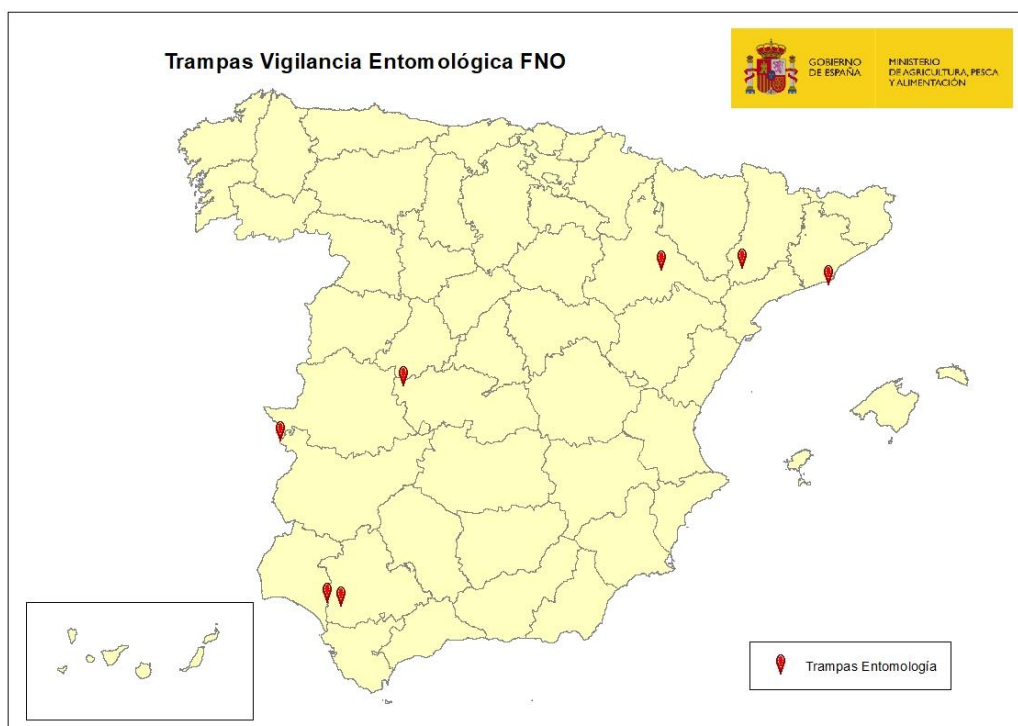 Trampas Vigilancia Entomológica FNO
GOBIERNO
DE ESPAÑA
MINISTERIO
DE AGRICULTURA, PESCA
Y ALIMENTACIÓN
Trampas Entomología